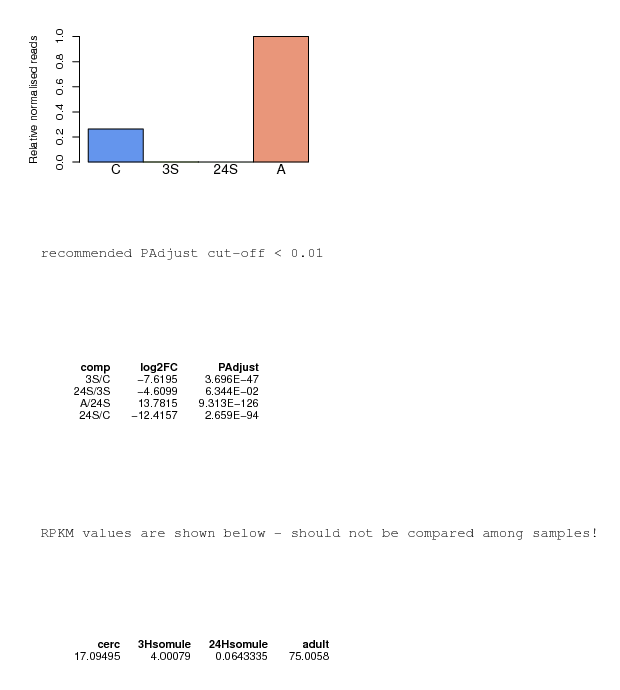 Relative normalised reads
1.0
0.8
0.6
0.4
0.2
0.0
C 3S 24S A
recommended PAdjust cut-off < 0.01
comp log2FC PAdjust
3S/C −7.6195 3.696E−47
24S/3S −4.6099 6.344E−02
A/24S 13.7815 9.313E−126
24S/C −12.4157 2.659E−94
RPKM values are shown below - should not be compared among samples!
cerc 3Hsomule 24Hsomule adult
17.09495 4.00079 0.0643335 75.0058